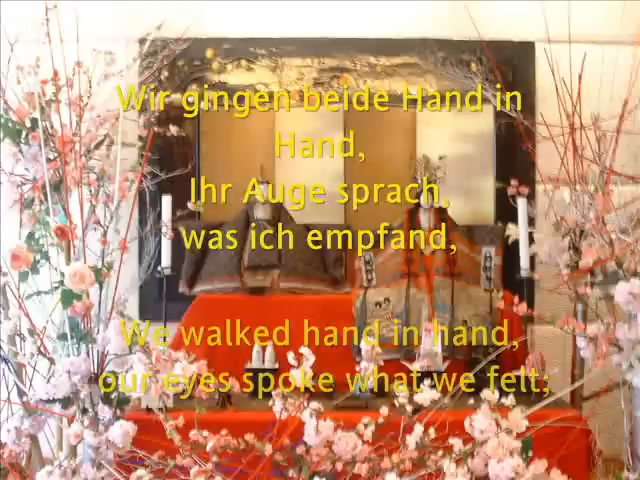 Wir gingen beide Hand in
Hand,
Ihr Auge sprach,
was ich empfand,
We walked hand in hand,
our eyes spoke what we felt;